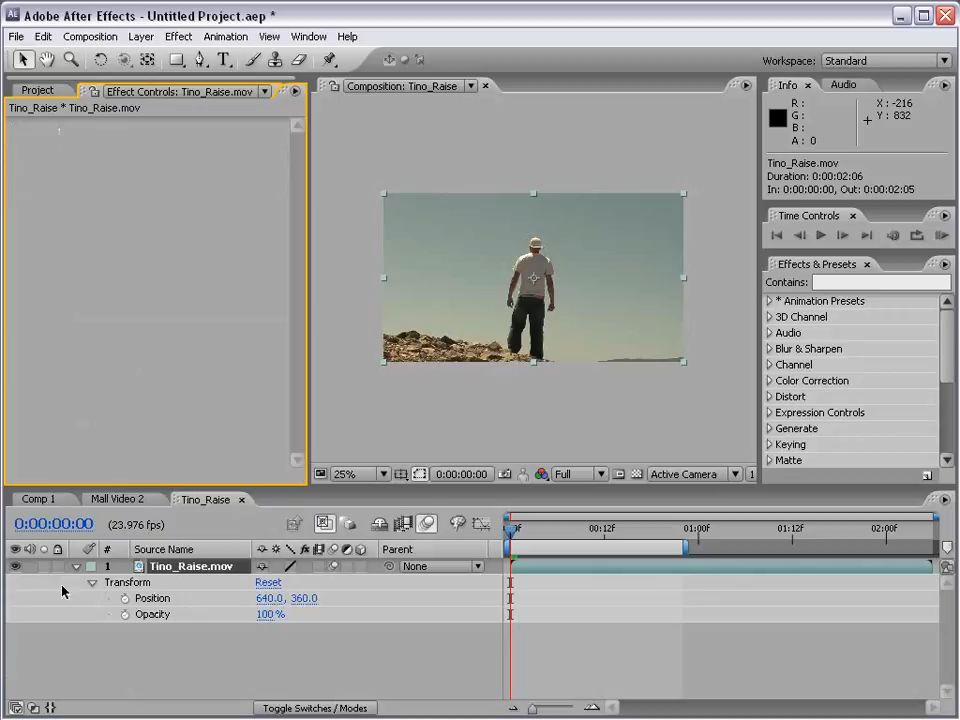 Adobe After Effects - Untitled Project.aep *
File Edit Composition Layer Effect Animation View Window Help
Workspace: Standard
Project Effect Controls: Tino_Raise.mov
Tino_Raise * Tino_Raise.mov
Composition: Tino_Raise
Info Audio
R:
G:
B:
A: 0
X: -216
Y: 832
Tino_Raise.mov
Duration: 0:00:02:06
In: 0:00:00:00, Out: 0:00:02:05
Time Controls
Effects & Presets
Contains:
* Animation Presets
3D Channel
Audio
Blur & Sharpen
Channel
Color Correction
Distort
Expression Controls
Generate
Keying
Matte
25% 0:00:00:00 Full Active Camera
Comp 1 Mall Video 2 Tino_Raise
0:00:00:00 (23.976 fps)
00:12f 01:00f 01:12f 02:00f
# Source Name Parent
1 Tino_Raise.mov None
Transform Reset
Position 640.0, 360.0
Opacity 100%
Toggle Switches / Modes